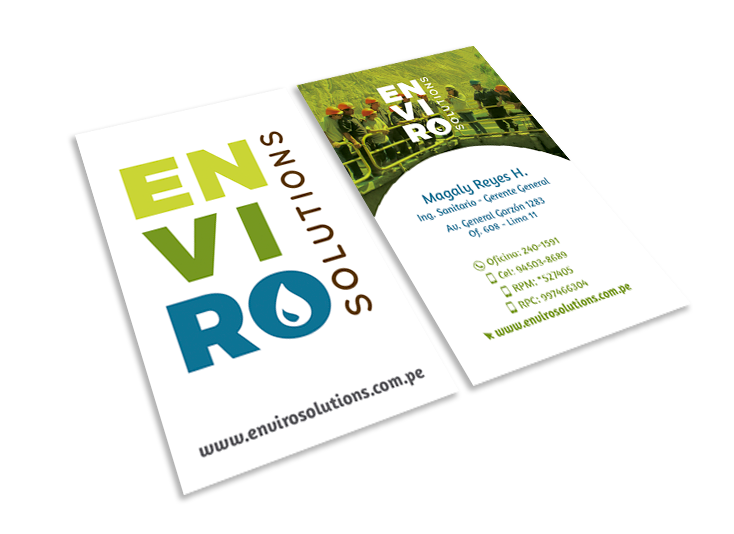 EN
VI
RO
SOLUTIONS
www.envirosolutions.com.pe
EN
VI
RO
SOLUTIONS
Magaly Reyes H.
Ing. Sanitario - Gerente General
Av. General Garzón 1283
Of. 608 - Lima 11
Oficina: 240-1591
Cel: 94503-8689
RPM: *527405
RPC: 997466304
www.envirosolutions.com.pe